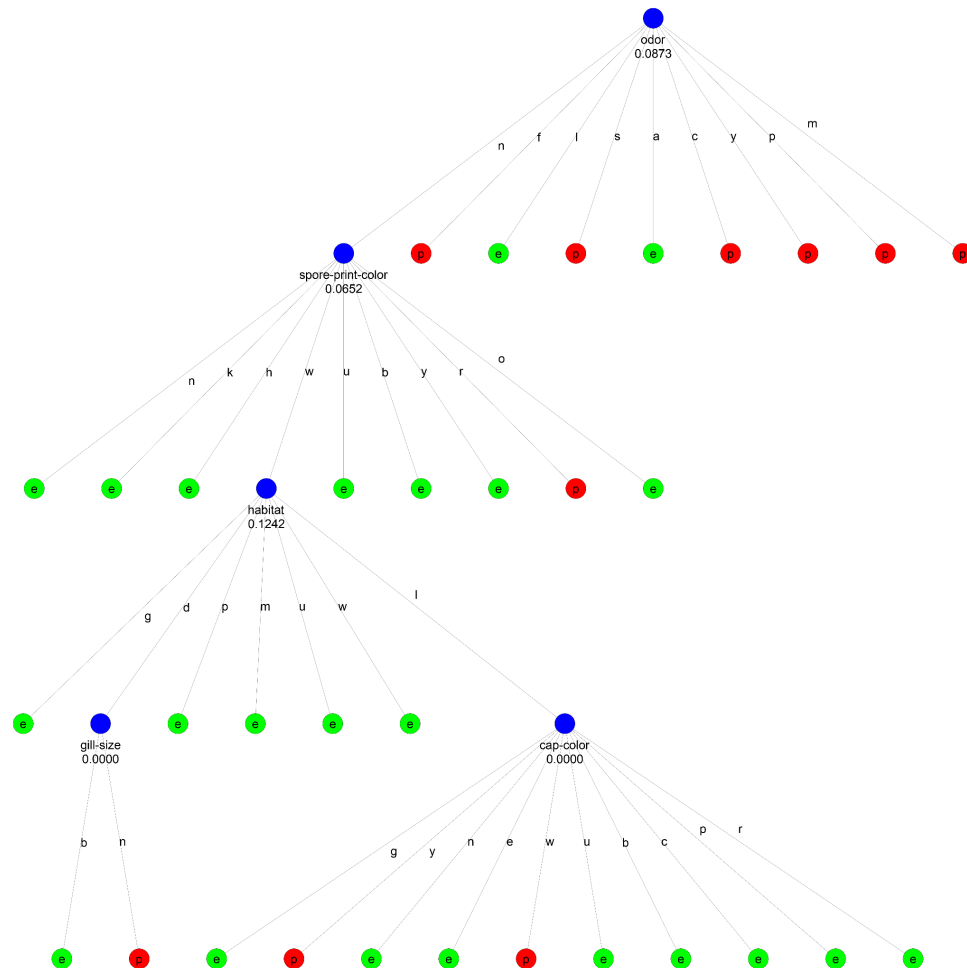 odor
0.0873
n f l s a c y p m
spore-print-color
0.0652
p e p e p p p p
n k h w u b y r o
e e e
habitat
0.1242
e e e p e
g d p m u w l
e
gill-size
0.0000
e e e e
cap-color
0.0000
b n
g y n e w u b c p r
e p
e p e e p e e e e e